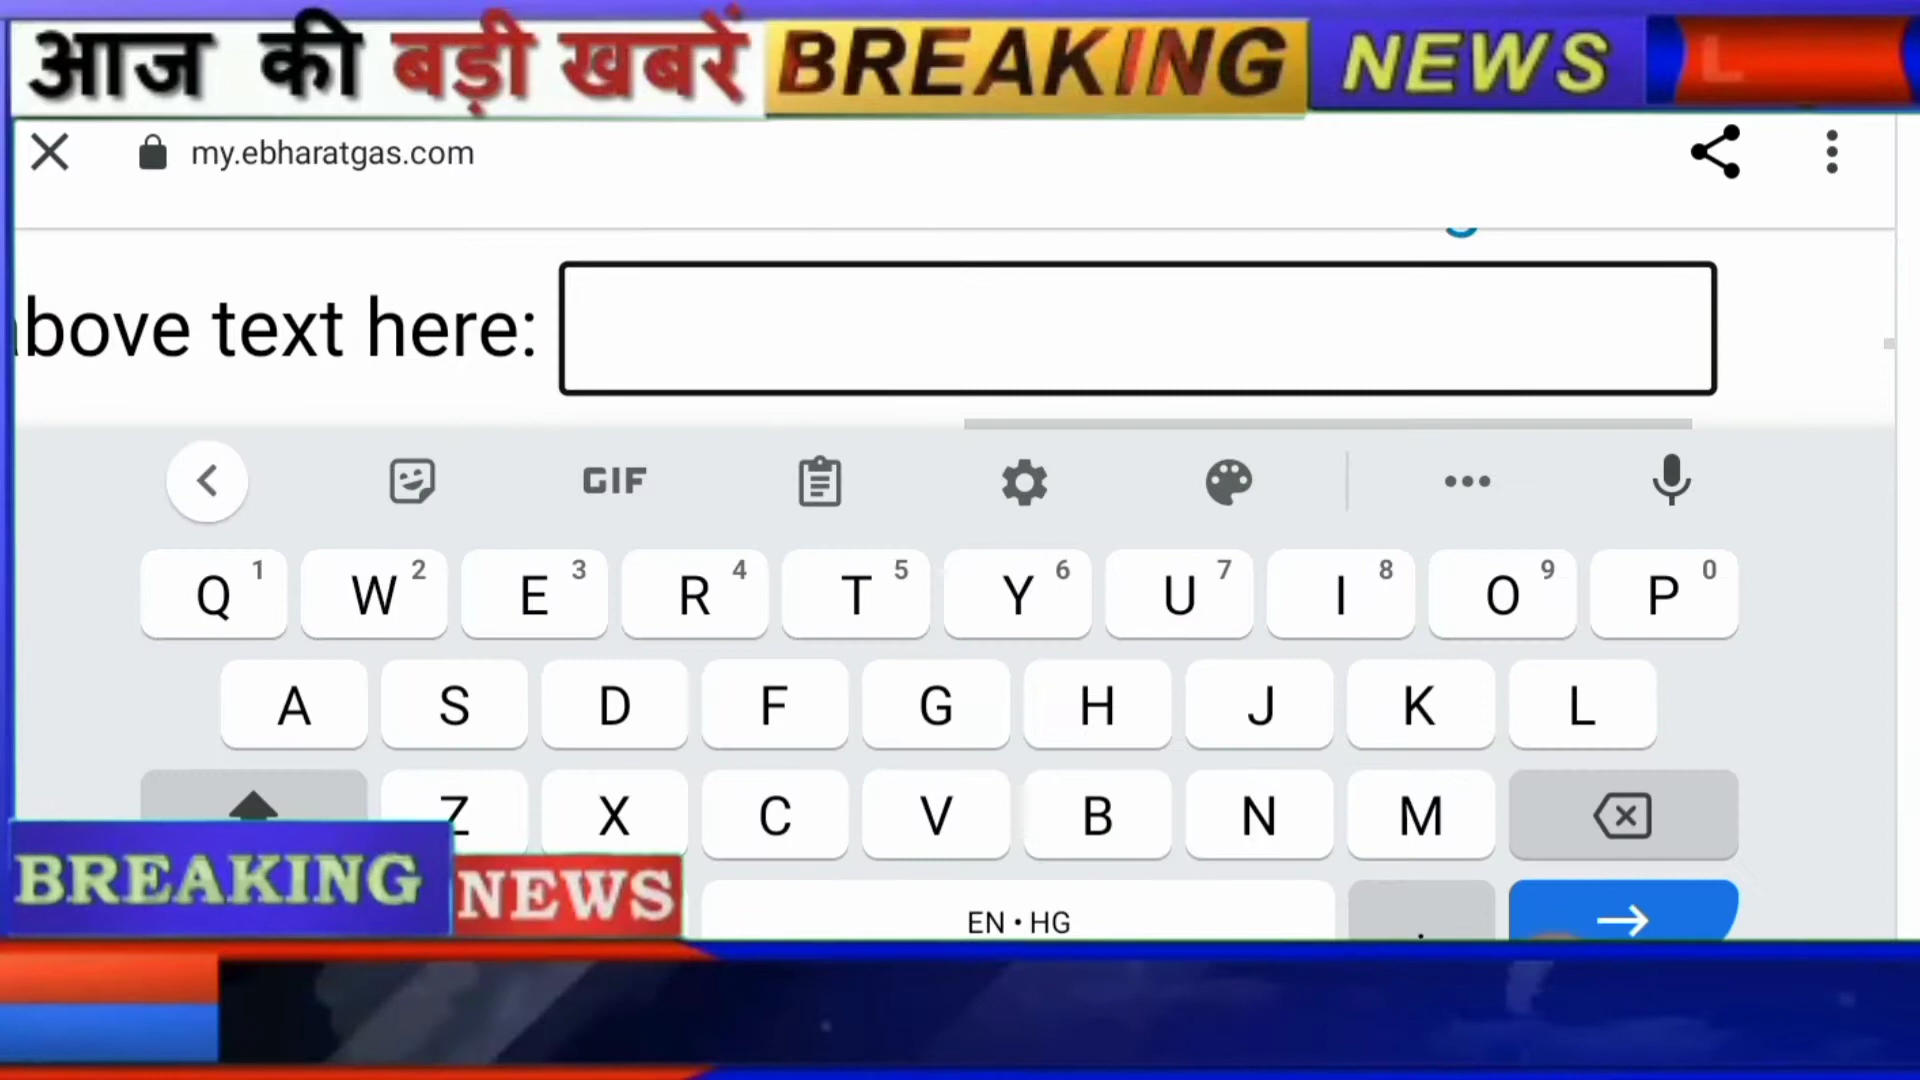 आज की बड़ी खबरें BREAKING NEWS L
my.ebharatgas.com
bove text here:
GIF
Q 1 W 2 E 3 R 4 T 5 Y 6 U 7 I 8 O 9 P 0
A S D F G H J K L
Z X C V B N M
BREAKING NEWS
EN • HG .